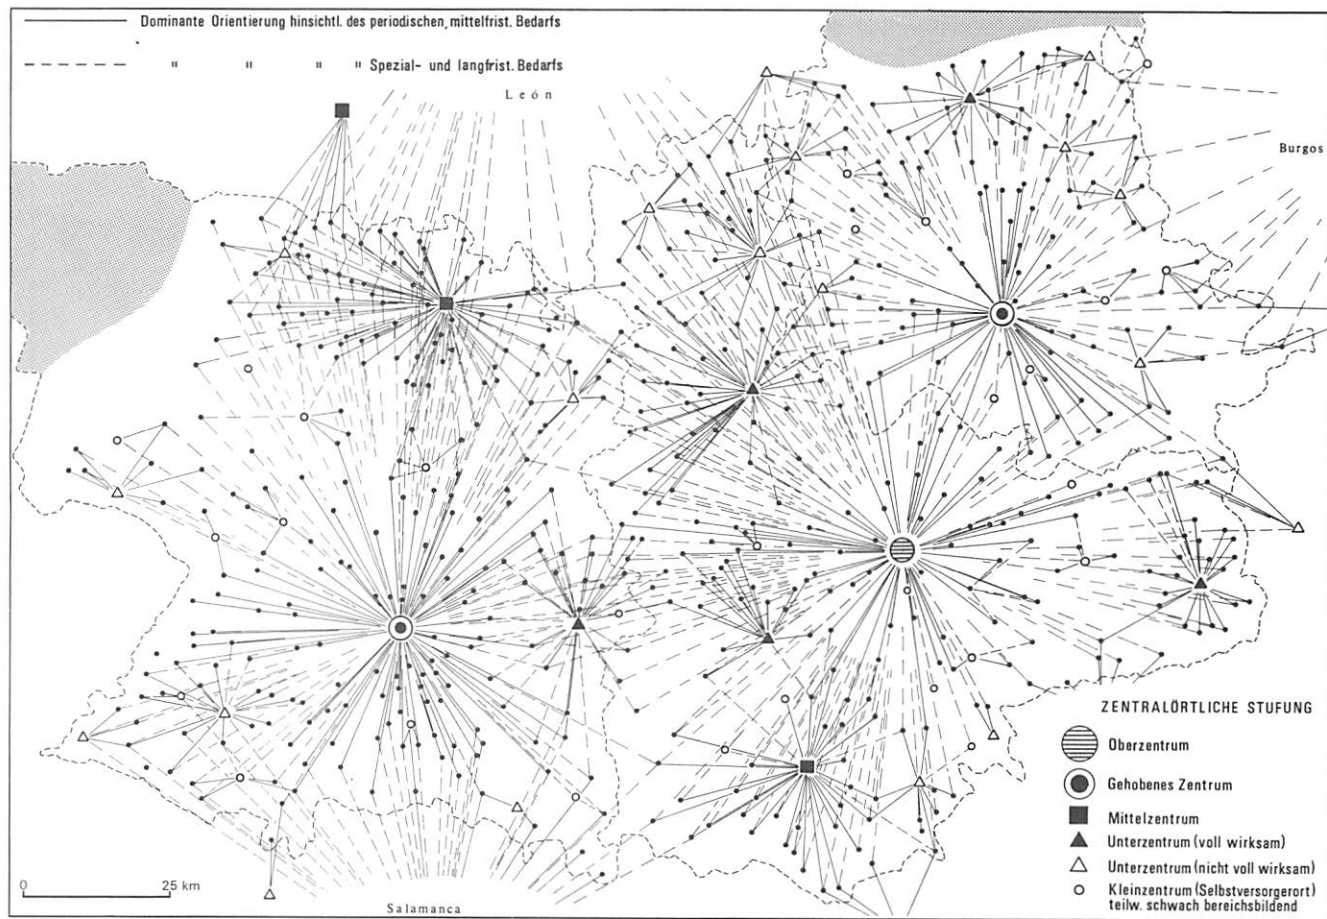 Dominante Orientierung hinsichtl. des periodischen, mittelfrist. Bedarfs
" " " " Spezial- und langfrist. Bedarfs
León
Burgos
ZENTRALÖRTLICHE STUFUNG
Oberzentrum
Gehobenes Zentrum
Mittelzentrum
Unterzentrum (voll wirksam)
Unterzentrum (nicht voll wirksam)
Kleinzentrum (Selbstversorgerort)
teilw. schwach bereichsbildend
0 25 km
Salamanca